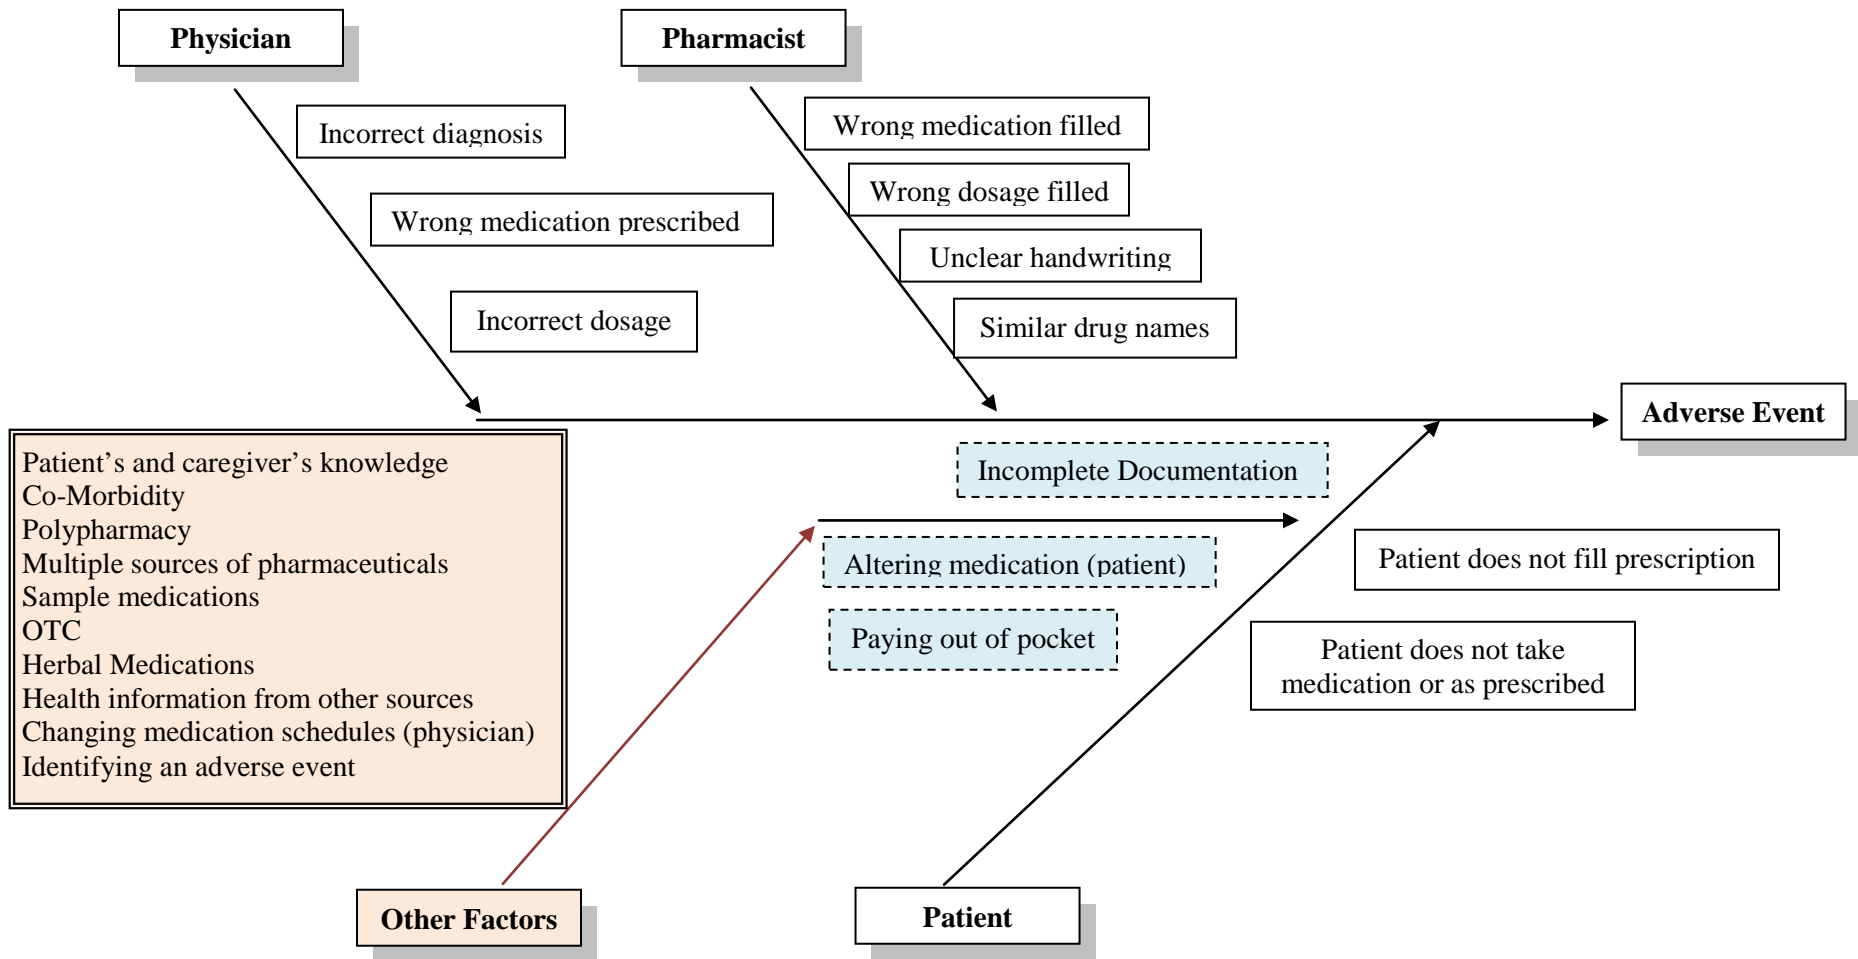 Physician
Pharmacist
Incorrect diagnosis
Wrong medication prescribed
Incorrect dosage
Wrong medication filled
Wrong dosage filled
Unclear handwriting
Similar drug names
Adverse Event
Patient’s and caregiver’s knowledge
Co-Morbidity
Polypharmacy
Multiple sources of pharmaceuticals
Sample medications
OTC
Herbal Medications
Health information from other sources
Changing medication schedules (physician)
Identifying an adverse event
Incomplete Documentation
Altering medication (patient)
Paying out of pocket
Patient does not fill prescription
Patient does not take
medication or as prescribed
Other Factors
Patient